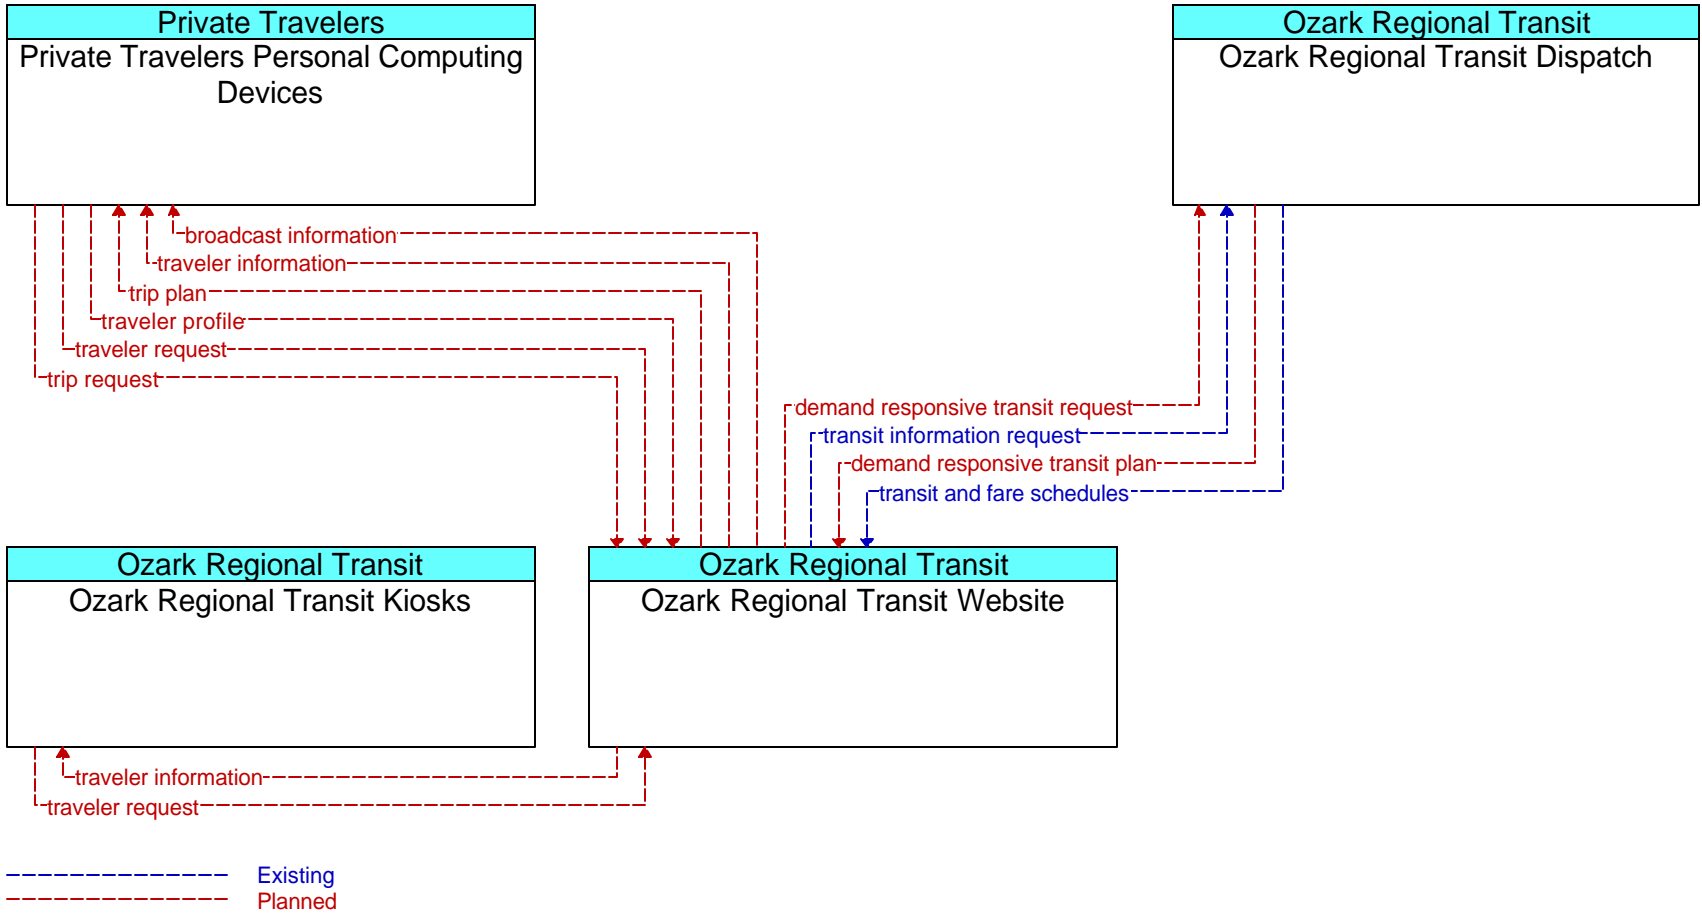 Private Travelers
Private Travelers Personal Computing
Devices
Ozark Regional Transit
Ozark Regional Transit Dispatch
broadcast information
traveler information
trip plan
traveler profile
traveler request
trip request
demand responsive transit request
transit information request
demand responsive transit plan
transit and fare schedules
Ozark Regional Transit
Ozark Regional Transit Kiosks
Ozark Regional Transit
Ozark Regional Transit Website
traveler information
traveler request
Existing
Planned